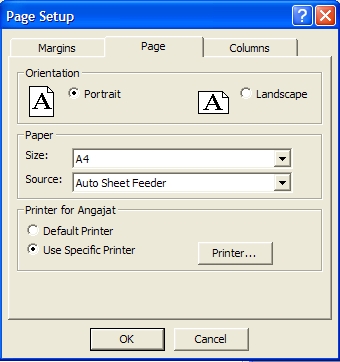 Page Setup
Margins
Page
Columns
Orientation
A
Portrait
A
Landscape
Paper
Size:
A4
Source:
Auto Sheet Feeder
Printer for Angajat
Default Printer
Use Specific Printer
Printer...
OK
Cancel